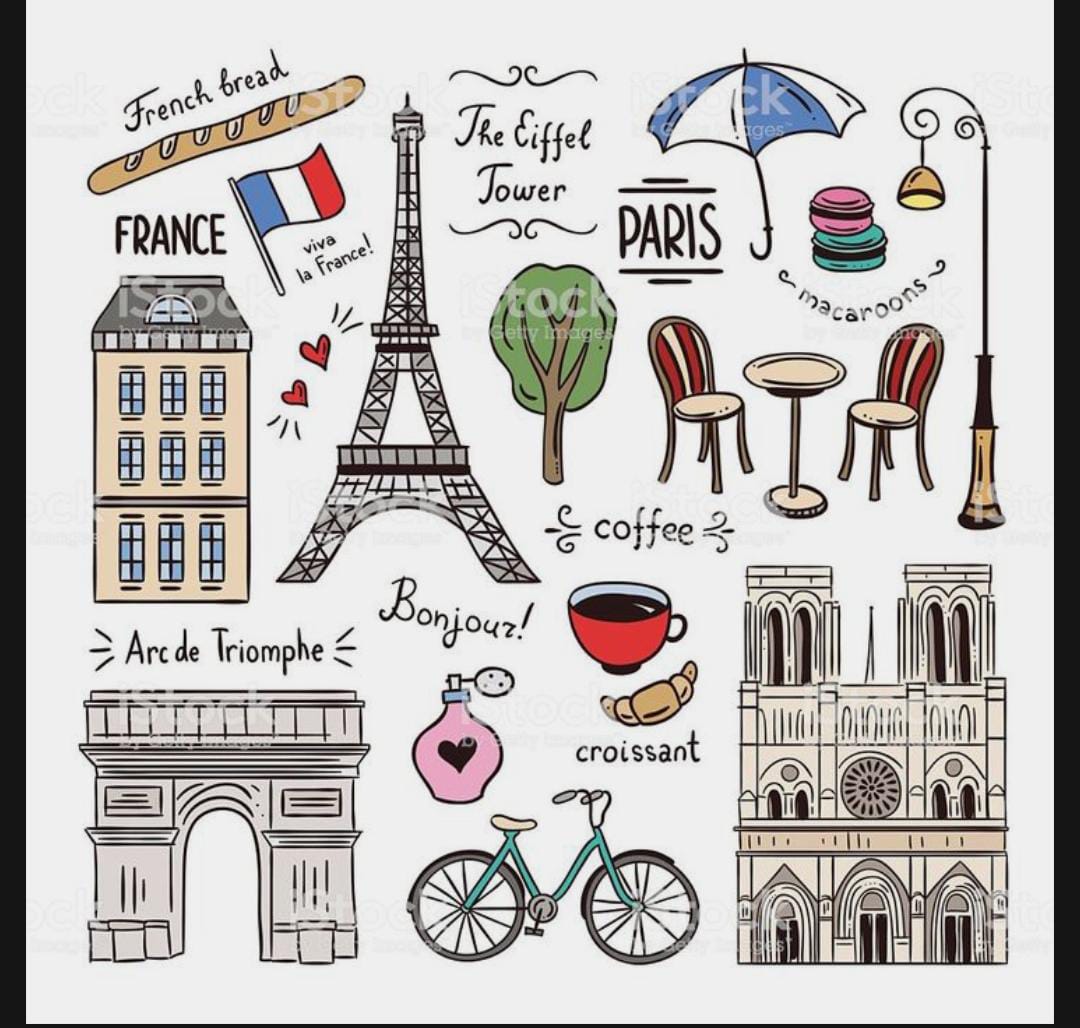 French bread
The Eiffel
Tower
FRANCE
viva
la France!
PARIS
macaroons
coffee
Bonjour!
Arc de Triomphe
croissant
iStock
by Getty Images™